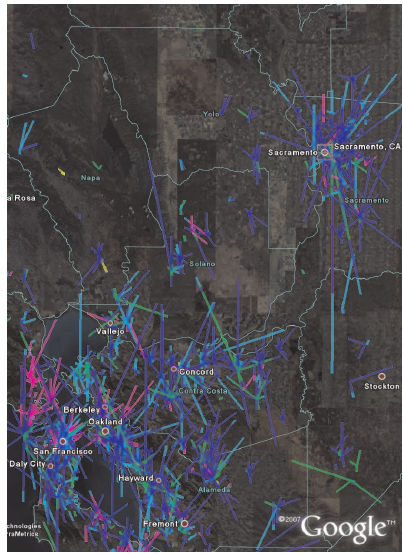 Yolo
Sacramento
Sacramento, CA
Napa
a Rosa
Sacramento
Solano
Vallejo
Concord
Stockton
Contra Costa
Berkeley
Oakland
San Francisco
Daly City
Hayward
Alameda
Fremont
©2007 Google™
chnologies
rraMetrics